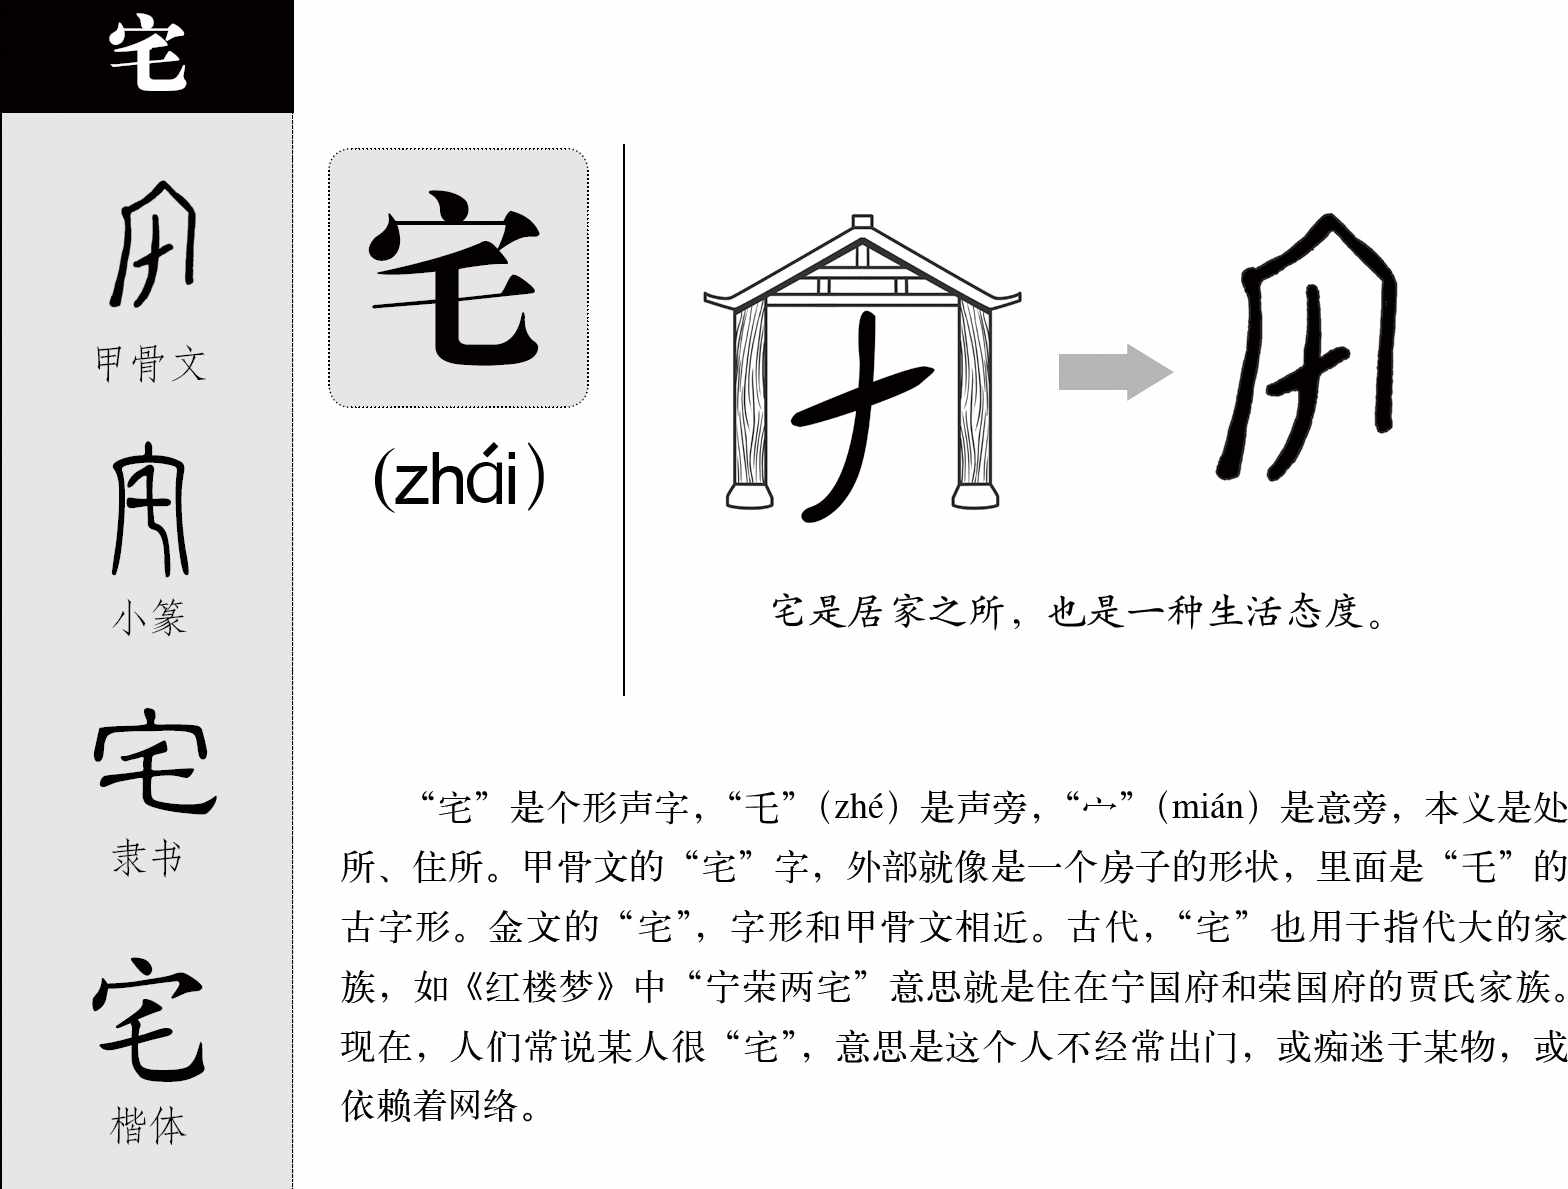 宅
甲骨文
小篆
隶书
楷体
宅
(zhái)
宅是居家之所，也是一种生活态度。
“宅”是个形声字，“乇”（zhé）是声旁，“宀”（mián）是意旁，本义是处
所、住所。甲骨文的“宅”字，外部就像是一个房子的形状，里面是“乇”的
古字形。金文的“宅”，字形和甲骨文相近。古代，“宅”也用于指代大的家
族，如《红楼梦》中“宁荣两宅”意思就是住在宁国府和荣国府的贾氏家族。
现在，人们常说某人很“宅”，意思是这个人不经常出门，或痴迷于某物，或
依赖着网络。